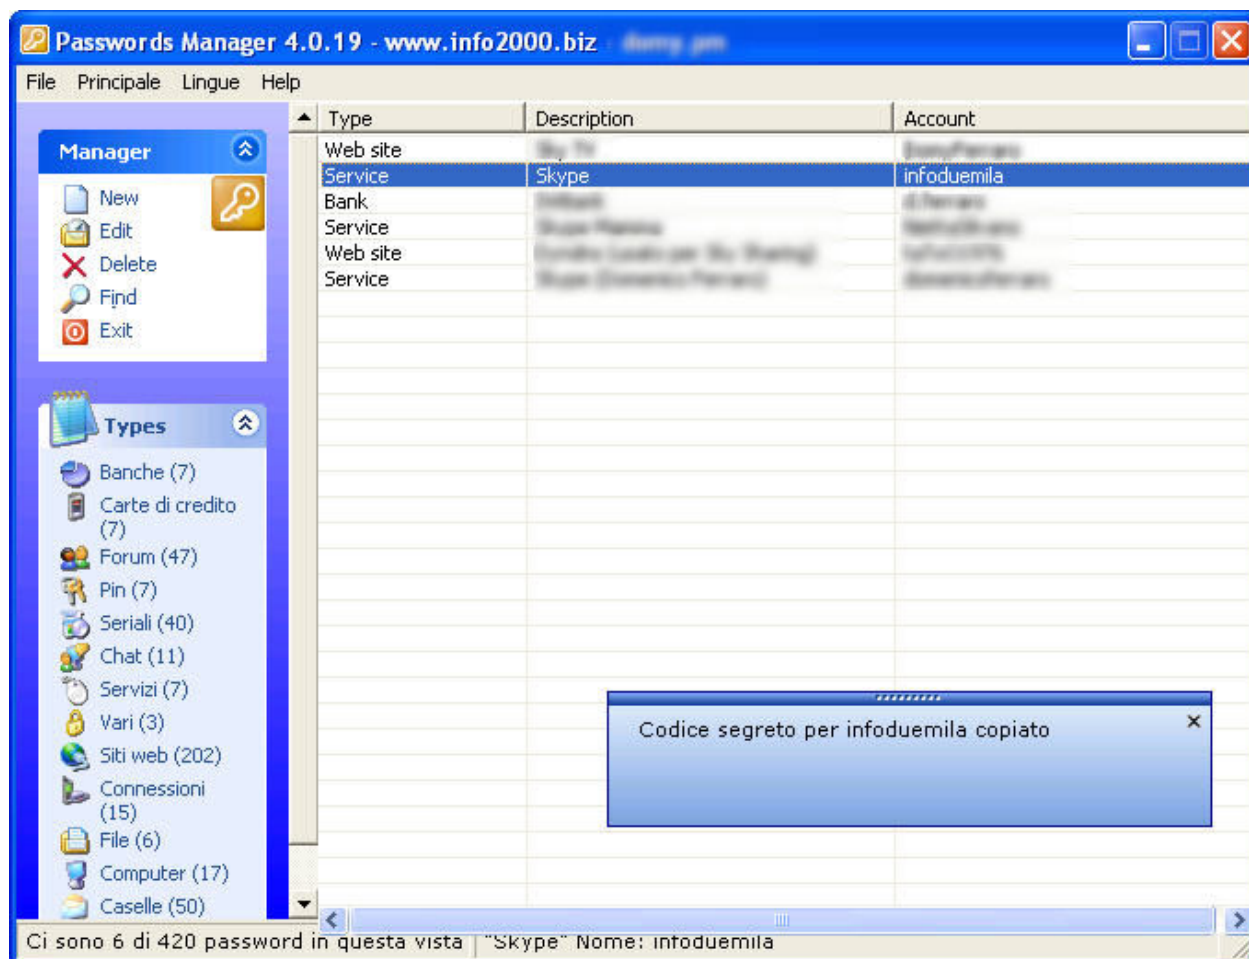 Passwords Manager 4.0.19 - www.info2000.biz
File Principale Lingue Help
Manager
New
Edit
Delete
Find
Exit
Types
Banche (7)
Carte di credito
(7)
Forum (47)
Pin (7)
Seriali (40)
Chat (11)
Servizi (7)
Vari (3)
Siti web (202)
Connessioni
(15)
File (6)
Computer (17)
Caselle (50)
Type Description Account
Web site
Service Skype infoduemila
Bank
Service
Web site
Service
Codice segreto per infoduemila copiato
Ci sono 6 di 420 password in questa vista "Skype" Nome: infoduemila